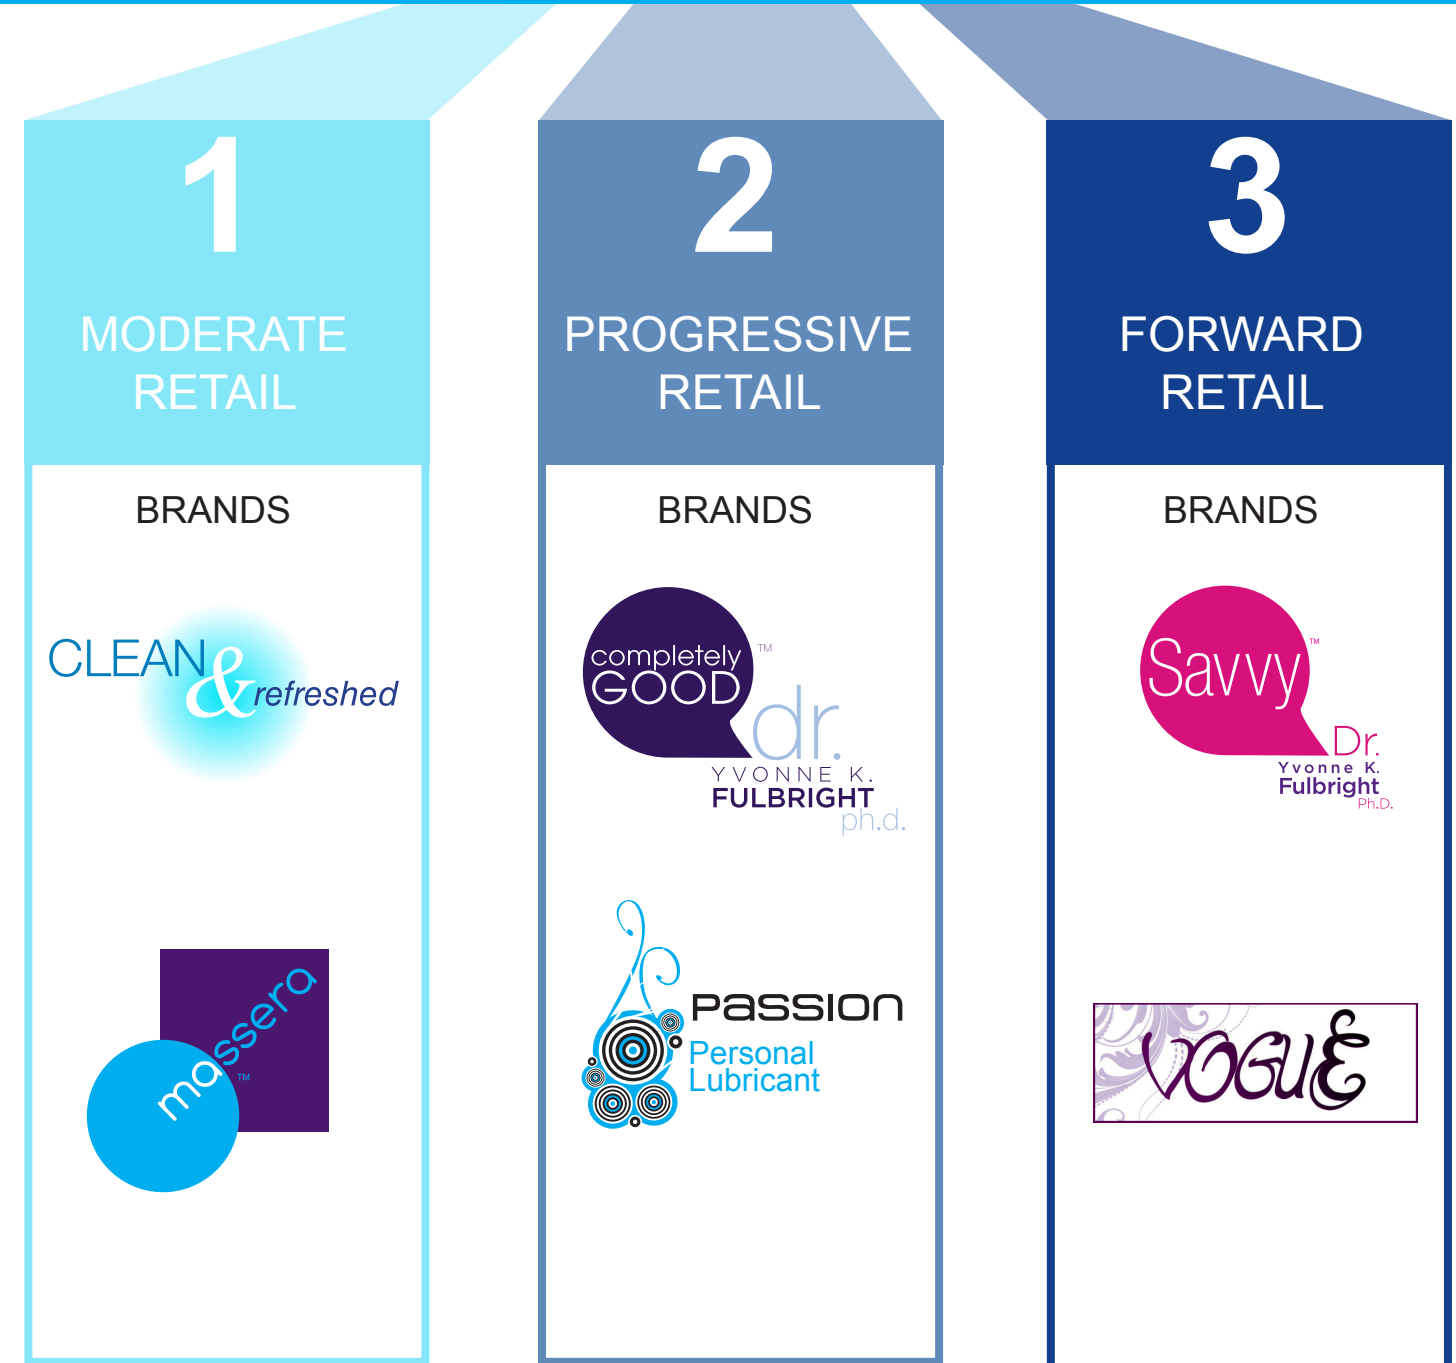 1
MODERATE
RETAIL
BRANDS
CLEAN & refreshed
massera
TM
2
PROGRESSIVE
RETAIL
BRANDS
completely TM
GOOD
dr.
YVONNE K.
FULBRIGHT
ph.d.
Passion
Personal
Lubricant
3
FORWARD
RETAIL
BRANDS
Savvy TM
Dr.
Yvonne K.
Fulbright
Ph.D.
VOGUE